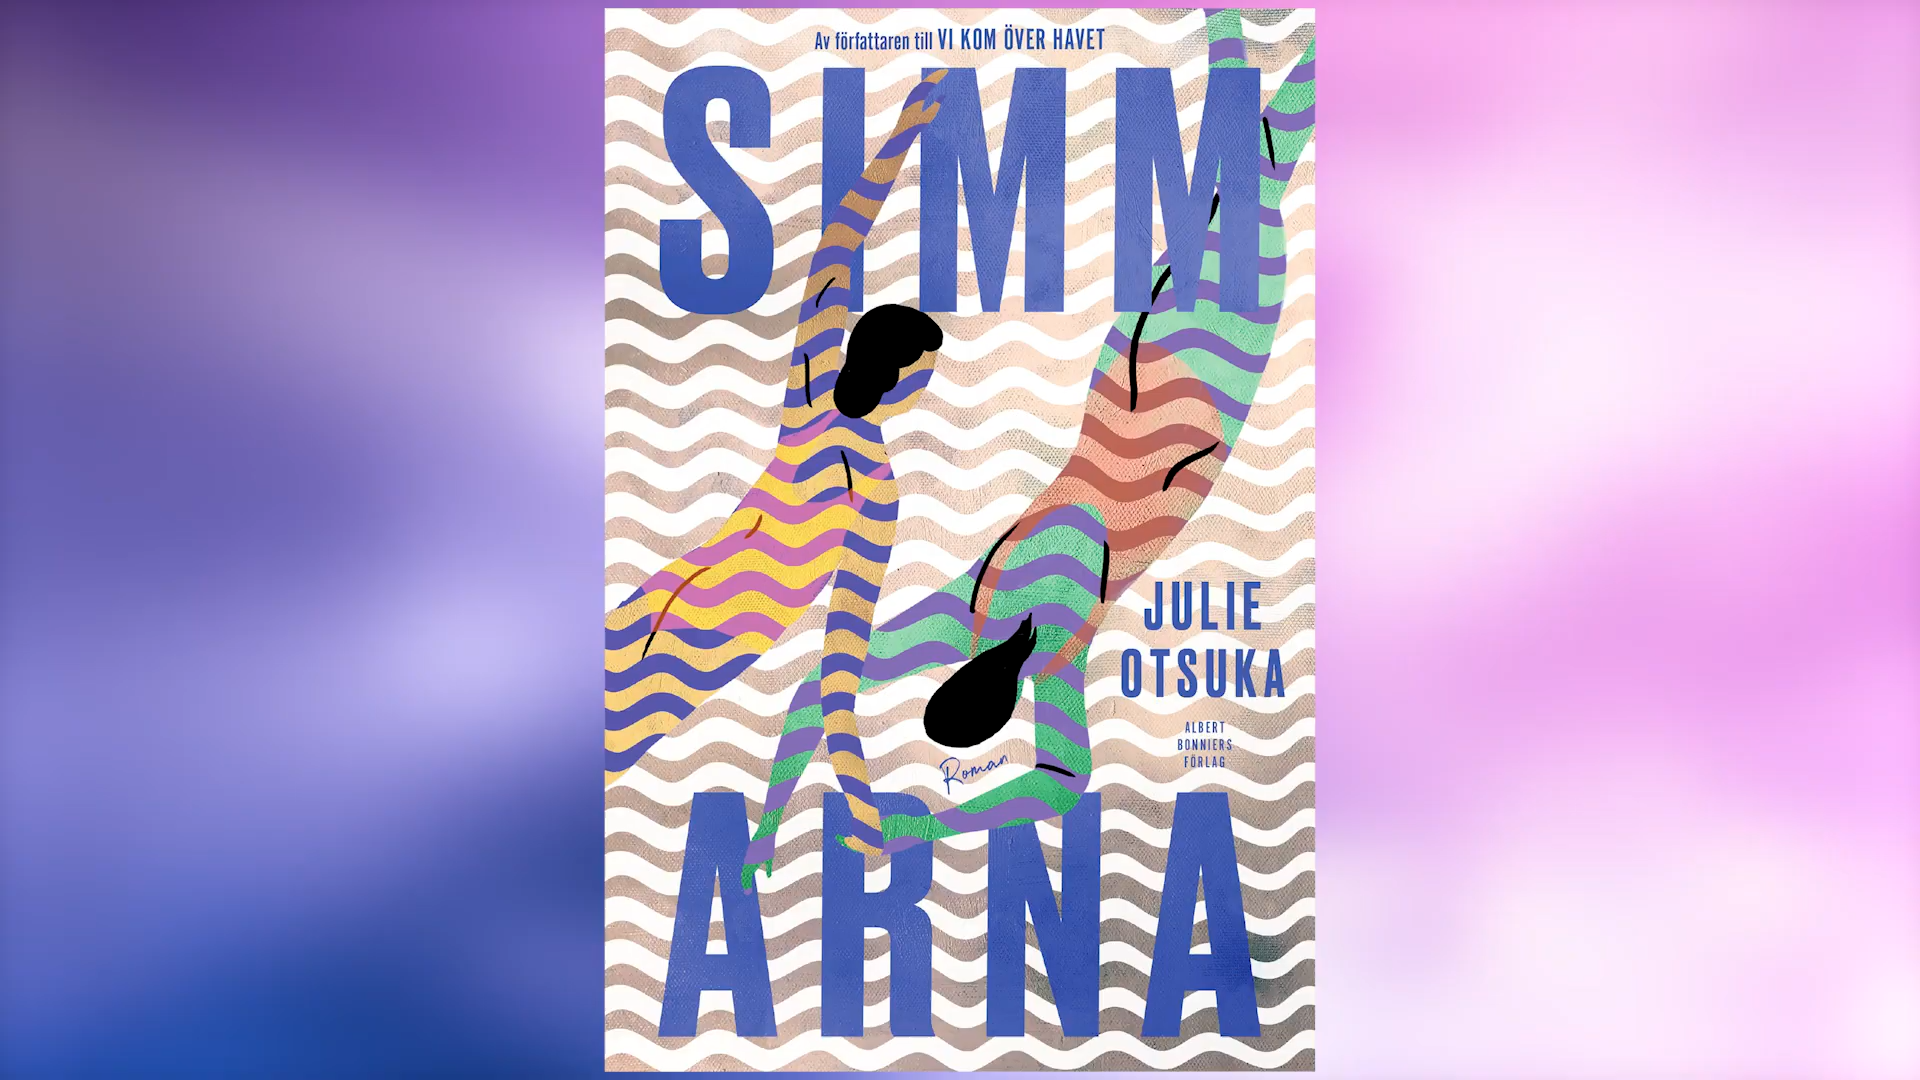 Av författaren till VI KOM ÖVER HAVET
SIMM
JULIE
OTSUKA
ALBERT
BONNIERS
FÖRLAG
Roman
ARNA